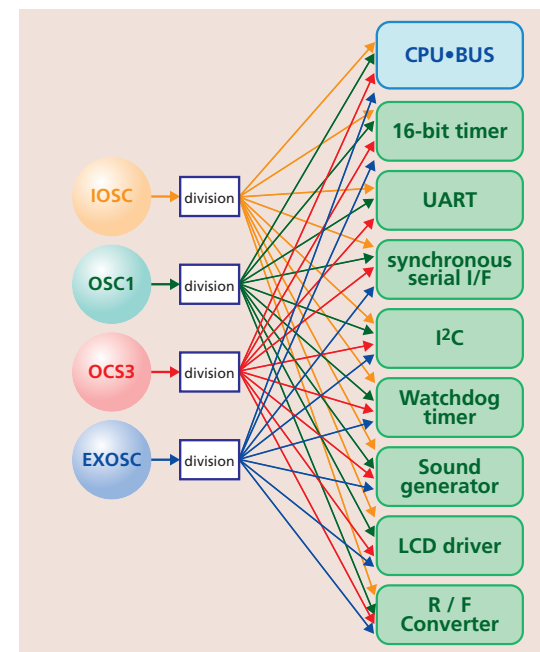 CPU•BUS
16-bit timer
IOSC
division
UART
OSC1
division
synchronous
serial I/F
I²C
OCS3
division
Watchdog
timer
EXOSC
division
Sound
generator
LCD driver
R / F
Converter